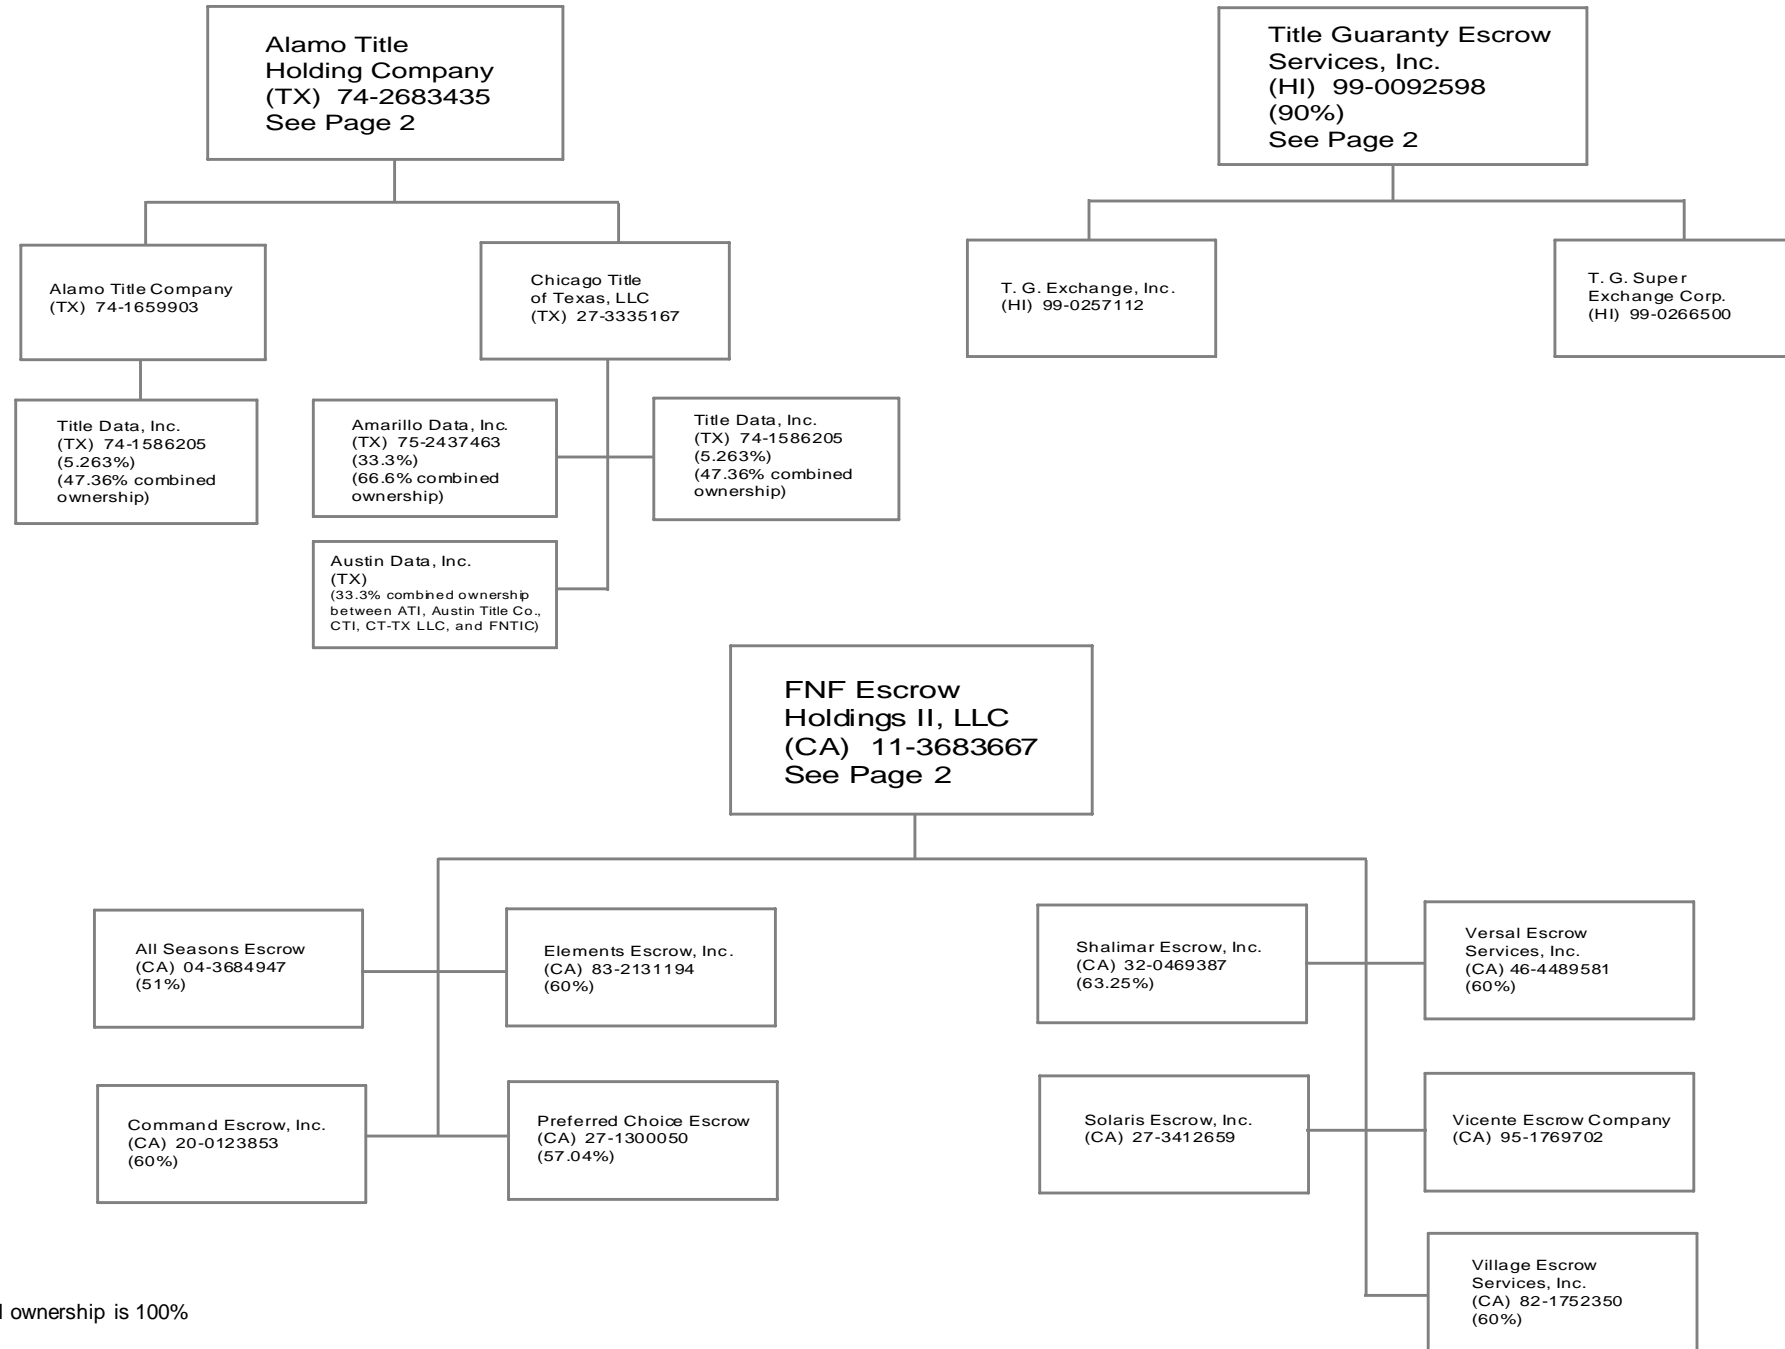 Alamo Title
Holding Company
(TX) 74-2683435
See Page 2
Title Guaranty Escrow
Services, Inc.
(HI) 99-0092598
(90%)
See Page 2
Alamo Title Company
(TX) 74-1659903
Chicago Title
of Texas, LLC
(TX) 27-3335167
T. G. Exchange, Inc.
(HI) 99-0257112
T. G. Super
Exchange Corp.
(HI) 99-0266500
Title Data, Inc.
(TX) 74-1586205
(5.263%)
(47.36% combined
ownership)
Amarillo Data, Inc.
(TX) 75-2437463
(33.3%)
(66.6% combined
ownership)
Title Data, Inc.
(TX) 74-1586205
(5.263%)
(47.36% combined
ownership)
Austin Data, Inc.
(TX)
(33.3% combined ownership
between ATI, Austin Title Co.,
CTI, CT-TX LLC, and FNTIC)
FNF Escrow
Holdings II, LLC
(CA) 11-3683667
See Page 2
All Seasons Escrow
(CA) 04-3684947
(51%)
Elements Escrow, Inc.
(CA) 83-2131194
(60%)
Shalimar Escrow, Inc.
(CA) 32-0469387
(63.25%)
Versal Escrow
Services, Inc.
(CA) 46-4489581
(60%)
Command Escrow, Inc.
(CA) 20-0123853
(60%)
Preferred Choice Escrow
(CA) 27-1300050
(57.04%)
Solaris Escrow, Inc.
(CA) 27-3412659
Vicente Escrow Company
(CA) 95-1769702
Village Escrow
Services, Inc.
(CA) 82-1752350
(60%)
ownership is 100%